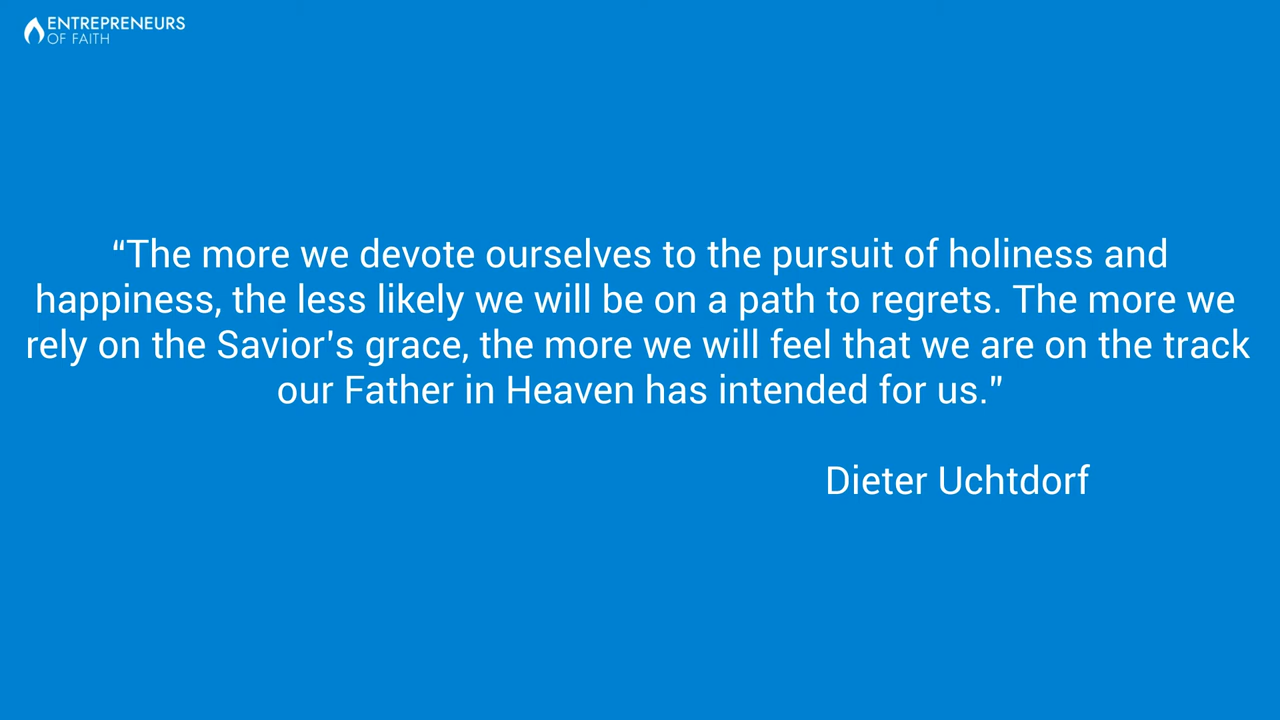 ENTREPRENEURS
OF FAITH
“The more we devote ourselves to the pursuit of holiness and
happiness, the less likely we will be on a path to regrets. The more we
rely on the Savior's grace, the more we will feel that we are on the track
our Father in Heaven has intended for us.”
Dieter Uchtdorf